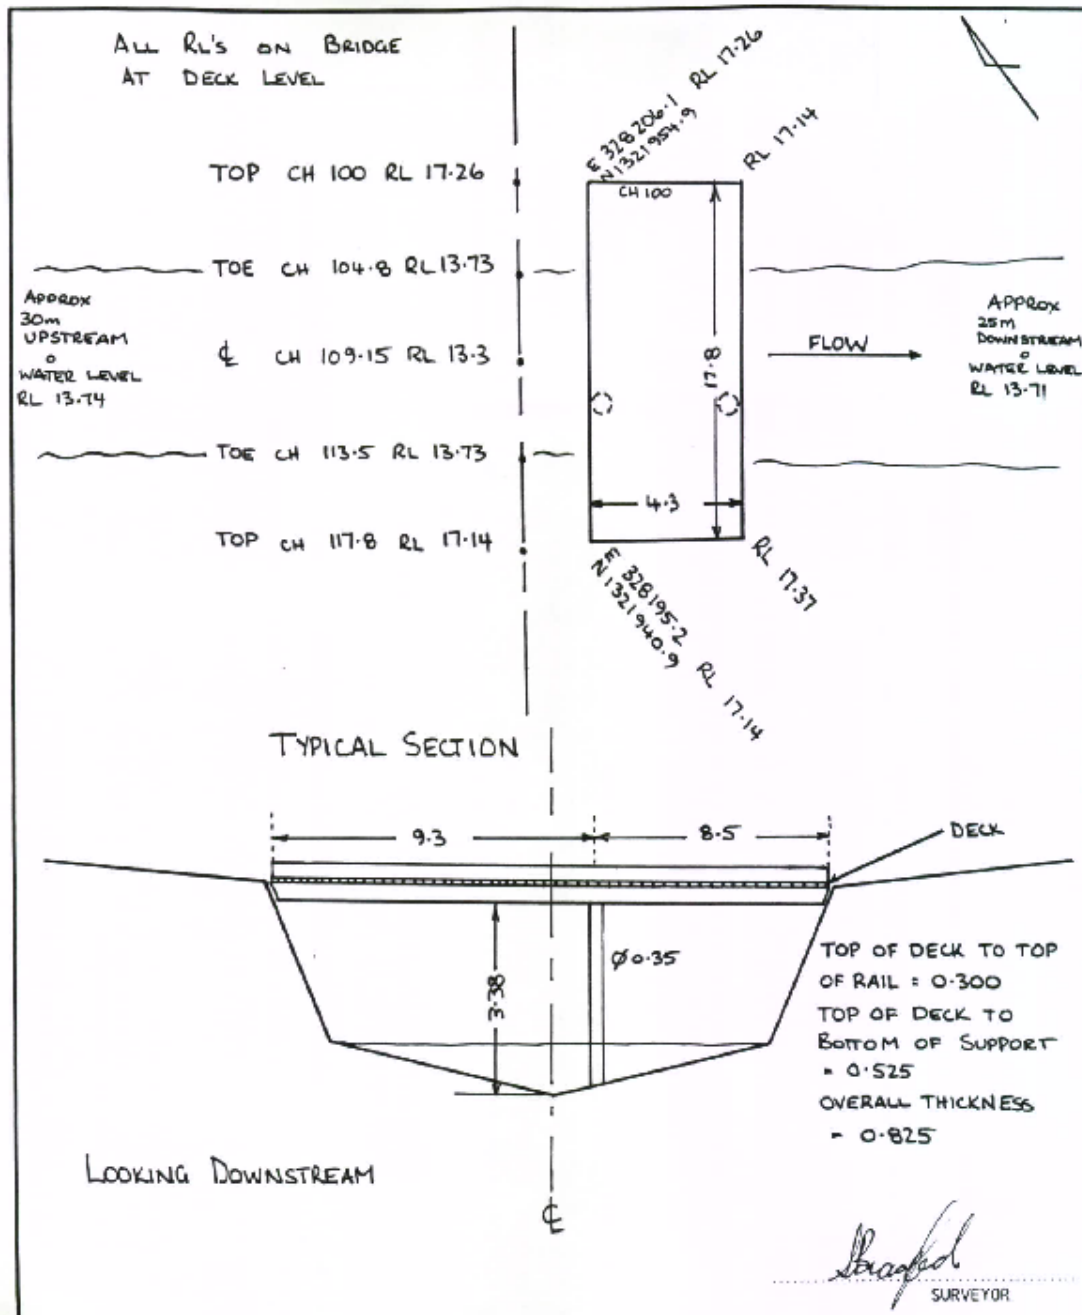 ALL RL'S ON BRIDGE
AT DECK LEVEL
E 328206.1 RL 17.26
N 1321954.9
RL 17.14
TOP CH 100 RL 17.26
CH 100
TOE CH 104.8 RL 13.73
APPROX
30m
UPSTREAM
WATER LEVEL
RL 13.74
℄ CH 109.15 RL 13.3
17.8
FLOW
APPROX
25m
DOWNSTREAM
WATER LEVEL
RL 13.71
TOE CH 113.5 RL 13.73
4.3
TOP CH 117.8 RL 17.14
E 328195.2 RL 17.14
N 1321940.9
RL 17.37
TYPICAL SECTION
9.3
8.5
DECK
Ø0.35
3.38
TOP OF DECK TO TOP
OF RAIL = 0.300
TOP OF DECK TO
BOTTOM OF SUPPORT
= 0.525
OVERALL THICKNESS
= 0.825
LOOKING DOWNSTREAM
℄
SURVEYOR